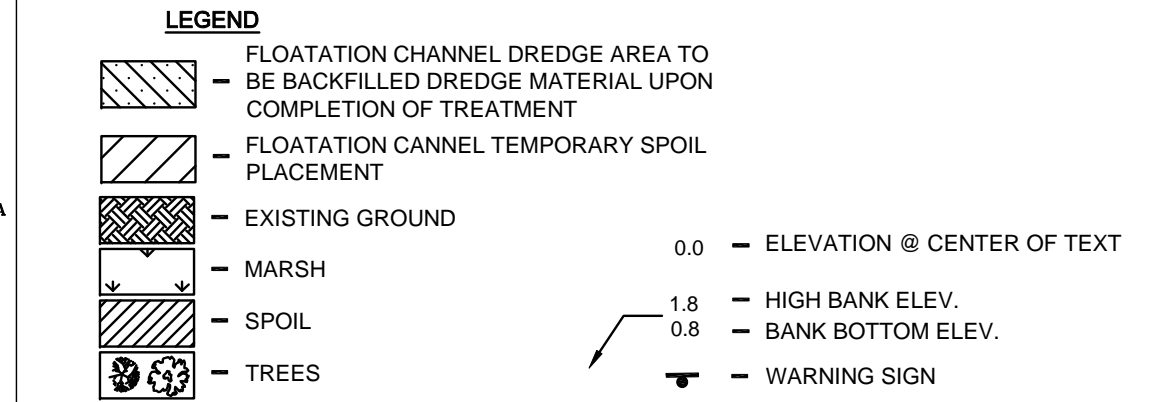 LEGEND
FLOATATION CHANNEL DREDGE AREA TO
BE BACKFILLED DREDGE MATERIAL UPON
COMPLETION OF TREATMENT
FLOATATION CANNEL TEMPORARY SPOIL
PLACEMENT
EXISTING GROUND
MARSH
SPOIL
TREES
0.0 – ELEVATION @ CENTER OF TEXT
1.8 – HIGH BANK ELEV.
0.8 – BANK BOTTOM ELEV.
WARNING SIGN
A